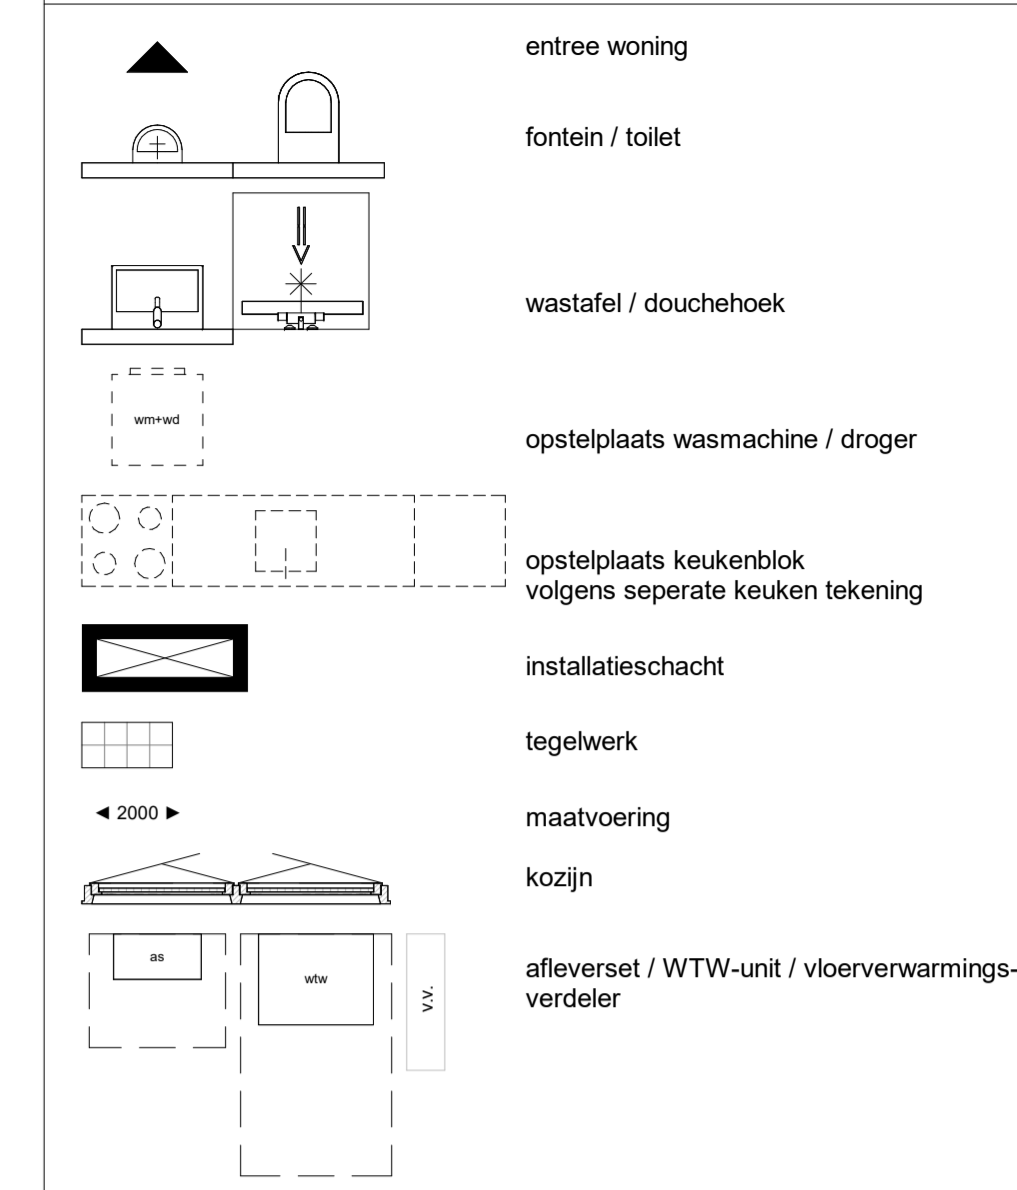 entree woning
fontein / toilet
wastafel / douchehoek
wm+wd
opstelplaats wasmachine / droger
opstelplaats keukenblok
volgens seperate keuken tekening
installatieschacht
tegelwerk
◄ 2000 ►
maatvoering
kozijn
as
wtw
v.v.
afleverset / WTW-unit / vloerverwarmings-
verdeler